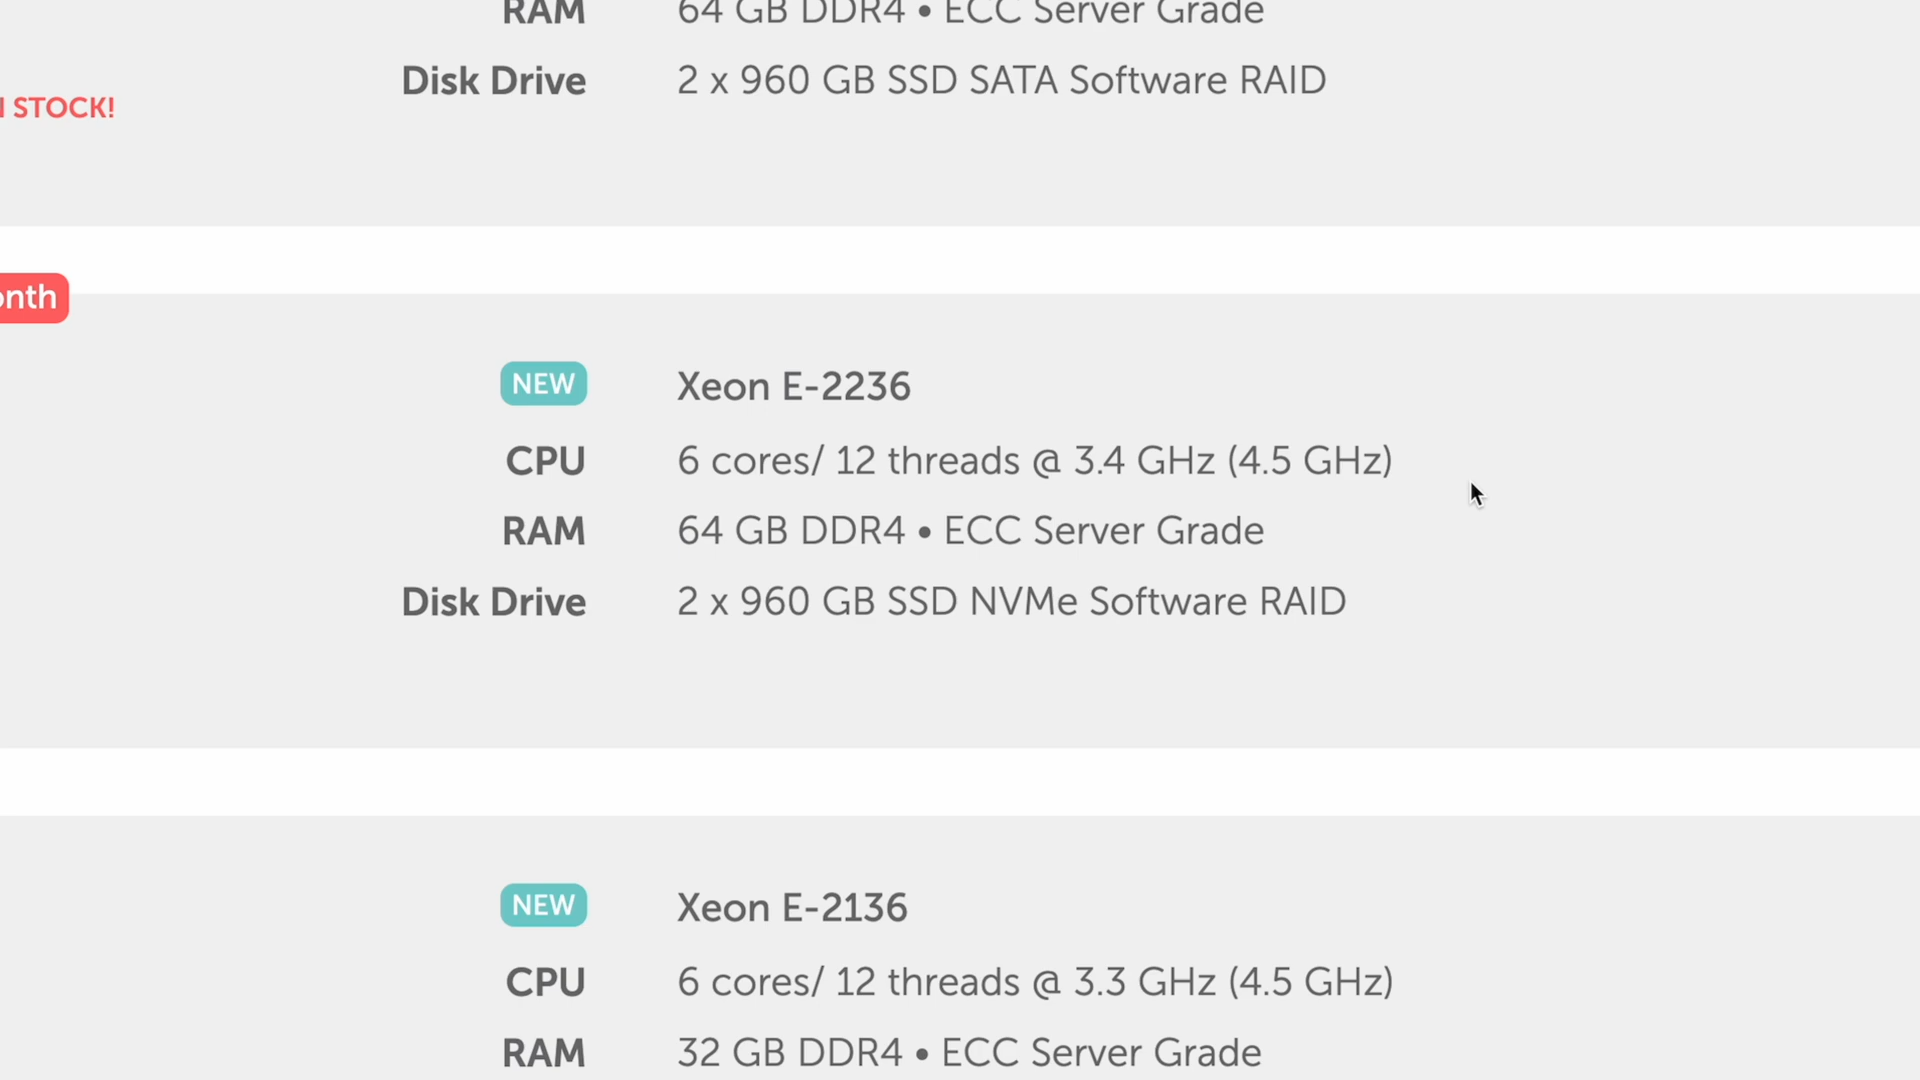 RAM 64 GB DDR4 • ECC Server Grade
Disk Drive 2 x 960 GB SSD SATA Software RAID
STOCK!
NEW Xeon E-2236
CPU 6 cores/ 12 threads @ 3.4 GHz (4.5 GHz)
RAM 64 GB DDR4 • ECC Server Grade
Disk Drive 2 x 960 GB SSD NVMe Software RAID
NEW Xeon E-2136
CPU 6 cores/ 12 threads @ 3.3 GHz (4.5 GHz)
RAM 32 GB DDR4 • ECC Server Grade